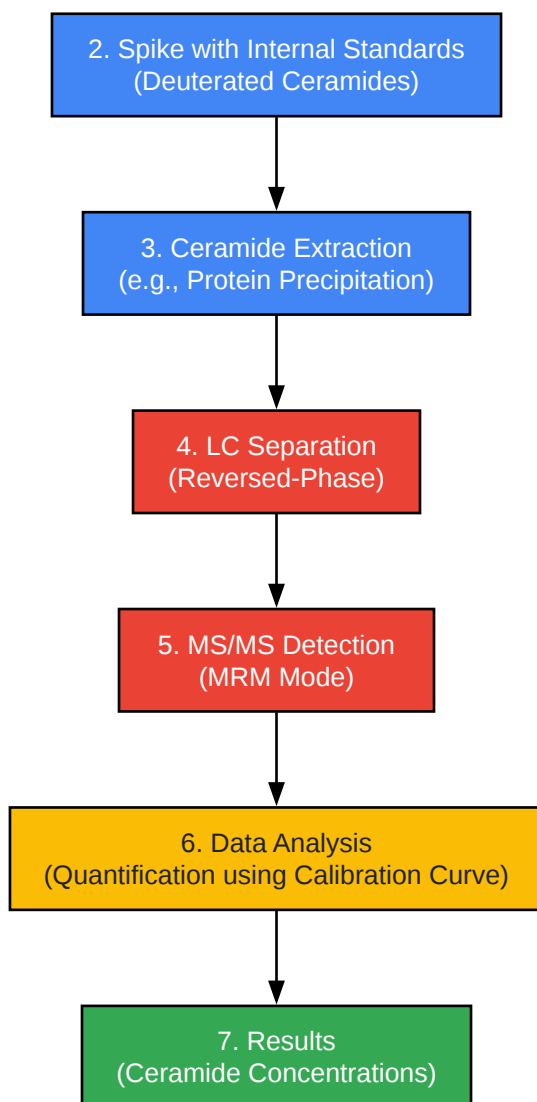 2. Spike with Internal Standards
(Deuterated Ceramides)
3. Ceramide Extraction
(e.g., Protein Precipitation)
4. LC Separation
(Reversed-Phase)
5. MS/MS Detection
(MRM Mode)
6. Data Analysis
(Quantification using Calibration Curve)
7. Results
(Ceramide Concentrations)